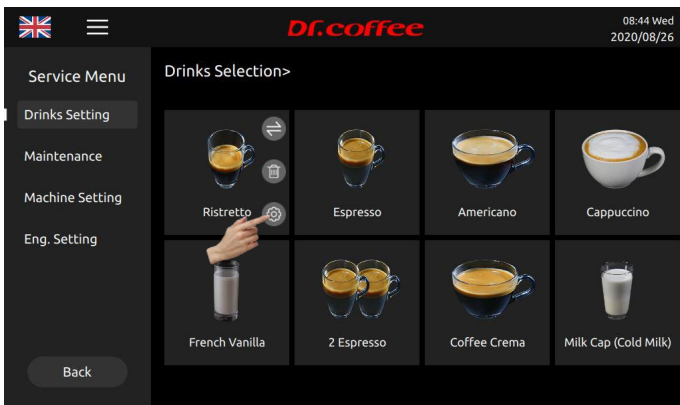 Dr.coffee
08:44 Wed
2020/08/26
Service Menu
Drinks Setting
Maintenance
Machine Setting
Eng. Setting
Back
Drinks Selection>
Ristretto
Espresso
Americano
Cappuccino
French Vanilla
2 Espresso
Coffee Crema
Milk Cap (Cold Milk)